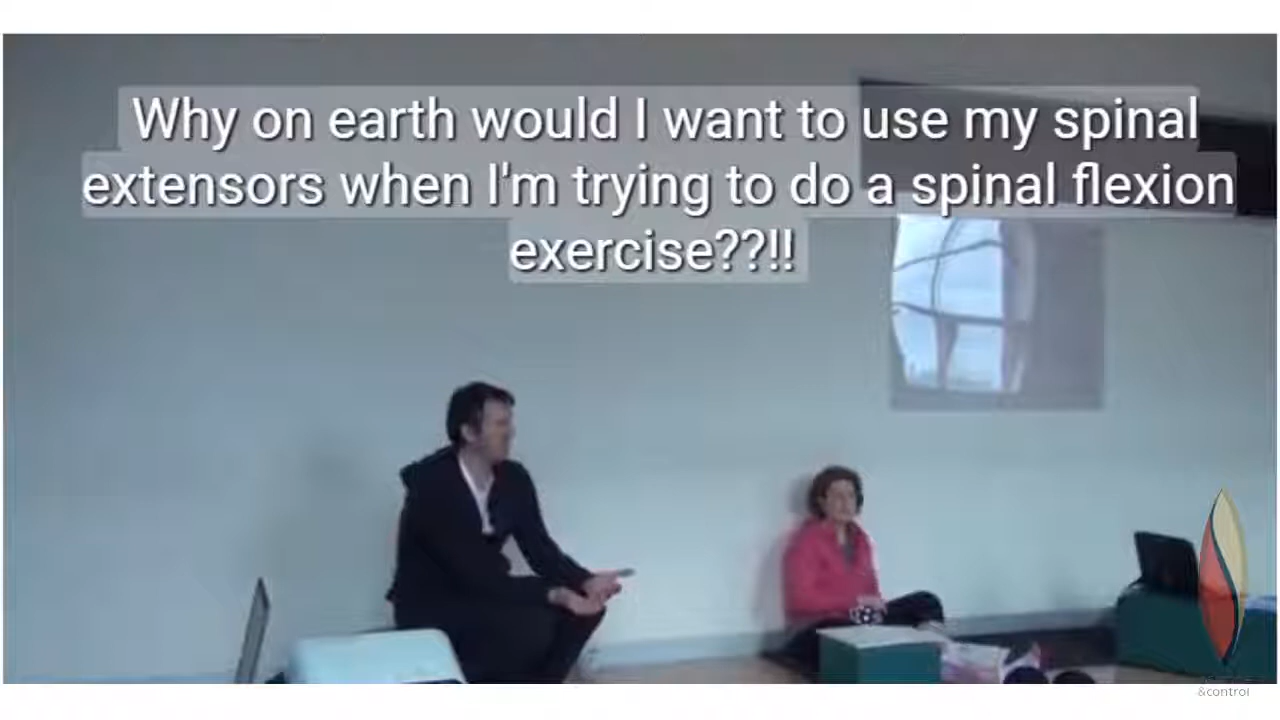 Why on earth would I want to use my spinal
extensors when I'm trying to do a spinal flexion
exercise??!!
&control